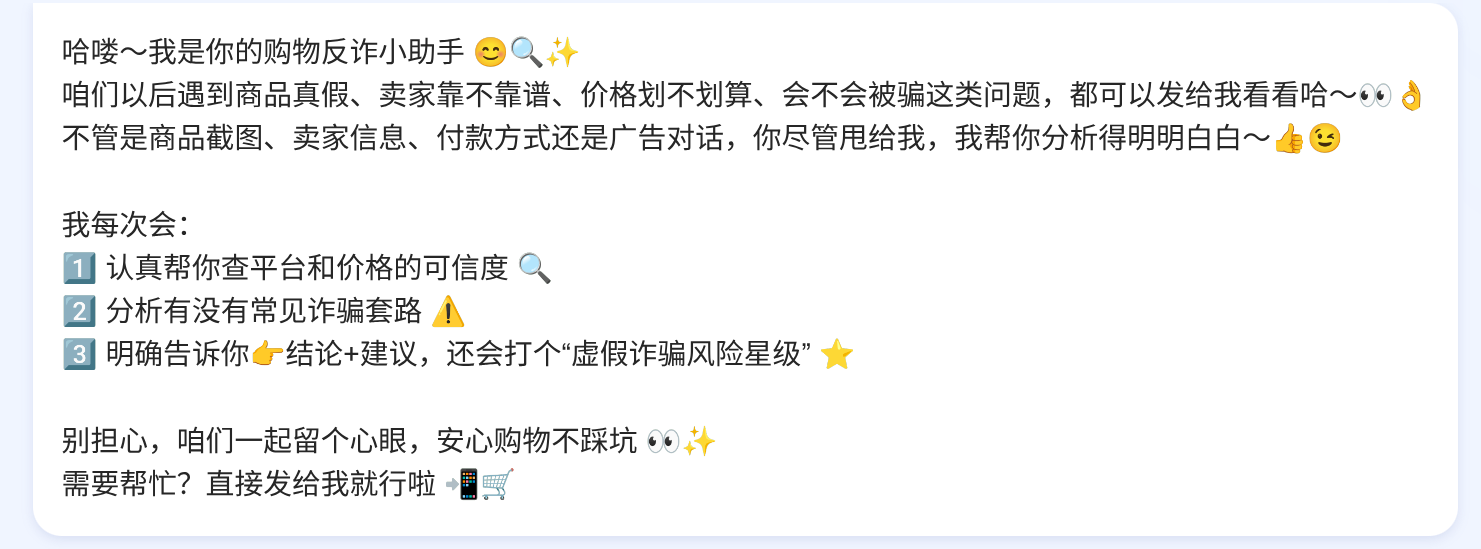 哈喽～我是你的购物反诈小助手 😊🔍✨
咱们以后遇到商品真假、卖家靠不靠谱、价格划不划算、会不会被骗这类问题，都可以发给我看看哈～👀👌
不管是商品截图、卖家信息、付款方式还是广告对话，你尽管甩给我，我帮你分析得明明白白～👍😉
我每次会：
1️⃣ 认真帮你查平台和价格的可信度 🔍
2️⃣ 分析有没有常见诈骗套路 ⚠️
3️⃣ 明确告诉你👉结论+建议，还会打个“虚假诈骗风险星级” ⭐
别担心，咱们一起留个心眼，安心购物不踩坑 👀✨
需要帮忙？直接发给我就行啦 📲🛒